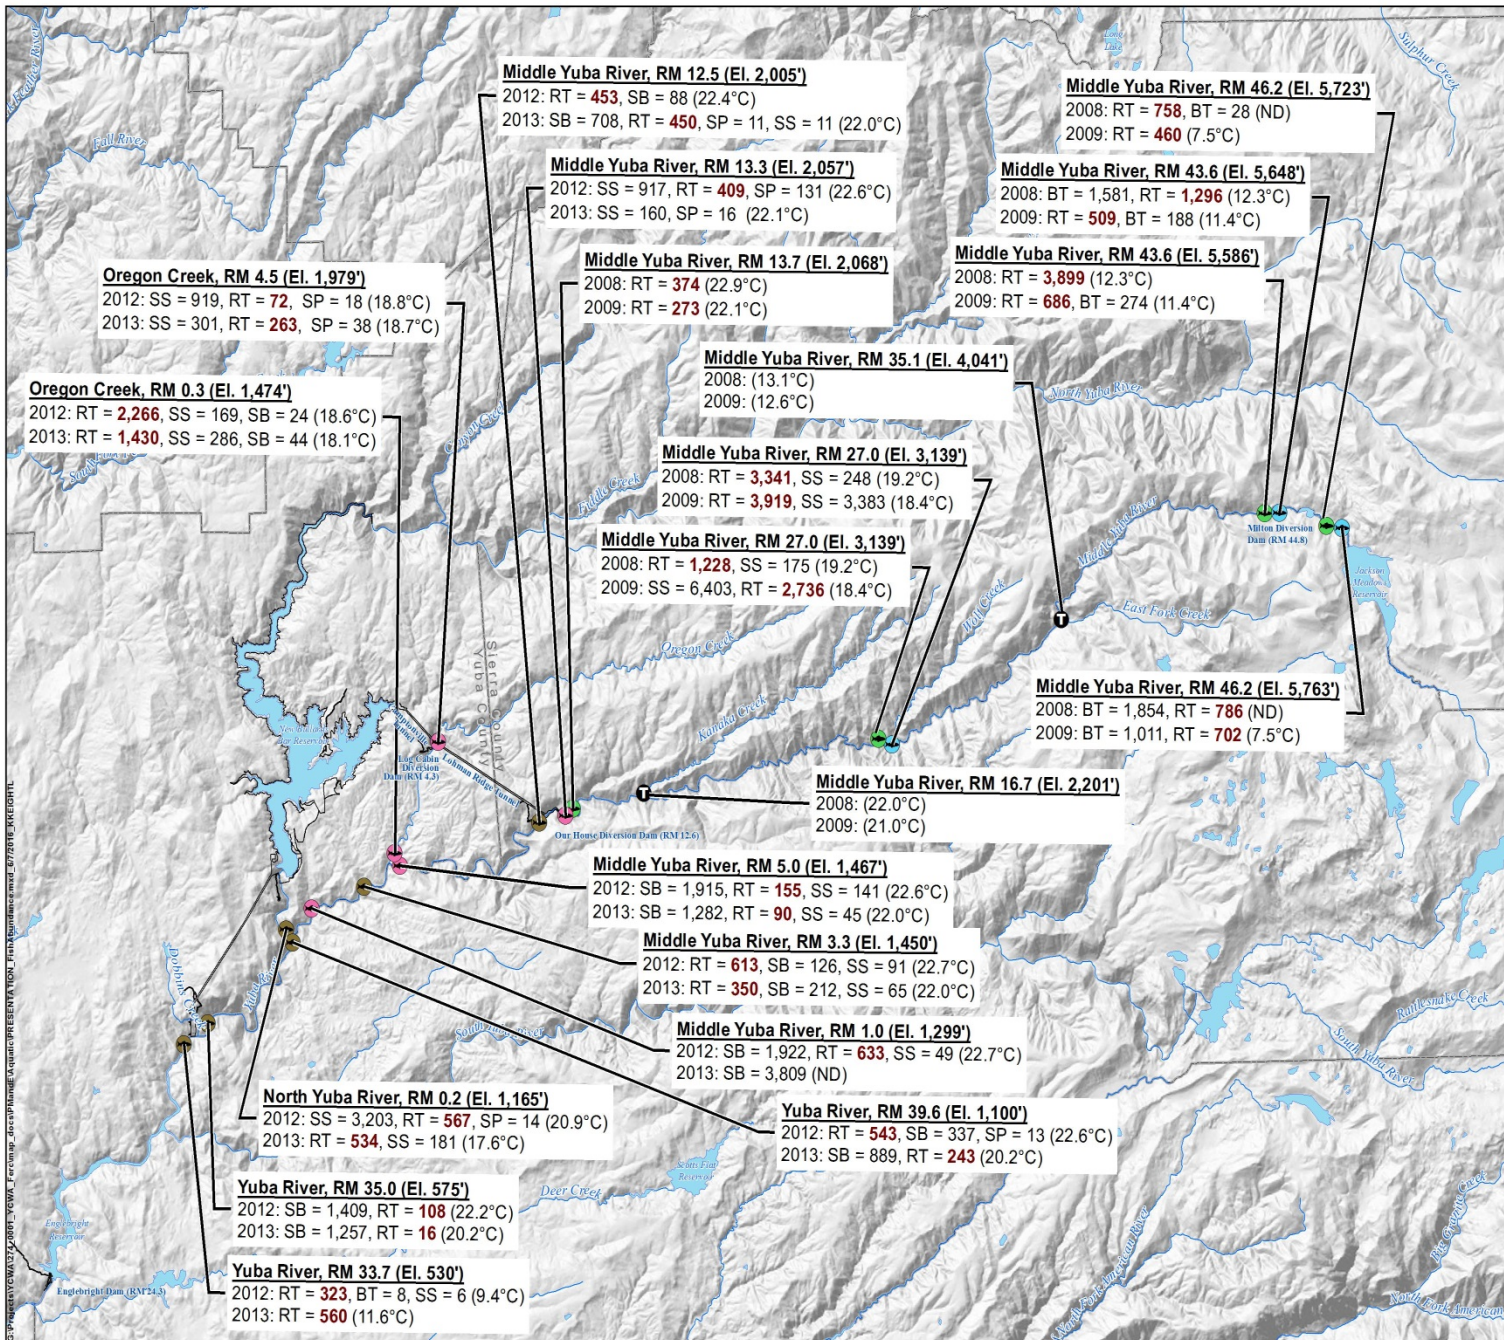 Middle Yuba River, RM 12.5 (El. 2,005')
2012: RT = 453, SB = 88 (22.4°C)
2013: SB = 708, RT = 450, SP = 11, SS = 11 (22.0°C)
Middle Yuba River, RM 46.2 (El. 5,723')
2008: RT = 758, BT = 28 (ND)
2009: RT = 460 (7.5°C)
Middle Yuba River, RM 13.3 (El. 2,057')
2012: SS = 917, RT = 409, SP = 131 (22.6°C)
2013: SS = 160, SP = 16 (22.1°C)
Middle Yuba River, RM 43.6 (El. 5,648')
2008: BT = 1,581, RT = 1,296 (12.3°C)
2009: RT = 509, BT = 188 (11.4°C)
Middle Yuba River, RM 13.7 (El. 2,068')
2008: RT = 374 (22.9°C)
2009: RT = 273 (22.1°C)
Middle Yuba River, RM 43.6 (El. 5,586')
2008: RT = 3,899 (12.3°C)
2009: RT = 686, BT = 274 (11.4°C)
Oregon Creek, RM 4.5 (El. 1,979')
2012: SS = 919, RT = 72, SP = 18 (18.8°C)
2013: SS = 301, RT = 263, SP = 38 (18.7°C)
Middle Yuba River, RM 35.1 (El. 4,041')
2008: (13.1°C)
2009: (12.6°C)
Oregon Creek, RM 0.3 (El. 1,474')
2012: RT = 2,266, SS = 169, SB = 24 (18.6°C)
2013: RT = 1,430, SS = 286, SB = 44 (18.1°C)
Middle Yuba River, RM 27.0 (El. 3,139')
2008: RT = 3,341, SS = 248 (19.2°C)
2009: RT = 3,919, SS = 3,383 (18.4°C)
Middle Yuba River, RM 27.0 (El. 3,139')
2008: RT = 1,228, SS = 175 (19.2°C)
2009: SS = 6,403, RT = 2,736 (18.4°C)
Middle Yuba River, RM 46.2 (El. 5,763')
2008: BT = 1,854, RT = 786 (ND)
2009: BT = 1,011, RT = 702 (7.5°C)
Middle Yuba River, RM 16.7 (El. 2,201')
2008: (22.0°C)
2009: (21.0°C)
Middle Yuba River, RM 5.0 (El. 1,467')
2012: SB = 1,915, RT = 155, SS = 141 (22.6°C)
2013: SB = 1,282, RT = 90, SS = 45 (22.0°C)
Middle Yuba River, RM 3.3 (El. 1,450')
2012: RT = 613, SB = 126, SS = 91 (22.7°C)
2013: RT = 350, SB = 212, SS = 65 (22.0°C)
Middle Yuba River, RM 1.0 (El. 1,299')
2012: SB = 1,922, RT = 633, SS = 49 (22.7°C)
2013: SB = 3,809 (ND)
North Yuba River, RM 0.2 (El. 1,165')
2012: SS = 3,203, RT = 567, SP = 14 (20.9°C)
2013: RT = 534, SS = 181 (17.6°C)
Yuba River, RM 39.6 (El. 1,100')
2012: RT = 543, SB = 337, SP = 13 (22.6°C)
2013: SB = 889, RT = 243 (20.2°C)
Yuba River, RM 35.0 (El. 575')
2012: SB = 1,409, RT = 108 (22.2°C)
2013: SB = 1,257, RT = 16 (20.2°C)
Yuba River, RM 33.7 (El. 530')
2012: RT = 323, BT = 8, SS = 6 (9.4°C)
2013: RT = 560 (11.6°C)
Feather River
Fall River
Long
Lake
Sulphur Creek
Canyon Creek
North Yuba River
Fiddle Creek
Middle Yuba River
Milton Diversion
Dam (RM 44.8)
Jackson
Meadows
Reservoir
East Fork Creek
Wolf Creek
Oregon Creek
Kanaka Creek
Sierra County
Yuba County
Log Cabin
Diversion
Dam (RM 4.3)
Lohman Ridge Tunnel
Our House Diversion Dam (RM 12.6)
Dobbins Creek
South Yuba River
Rattlesnake Creek
South Yuba River
Scotts Flat
Reservoir
Deer Creek
Englebright
Reservoir
Englebright Dam (RM 24.3)
North Fork American River
Big Granite Creek
North Fork American